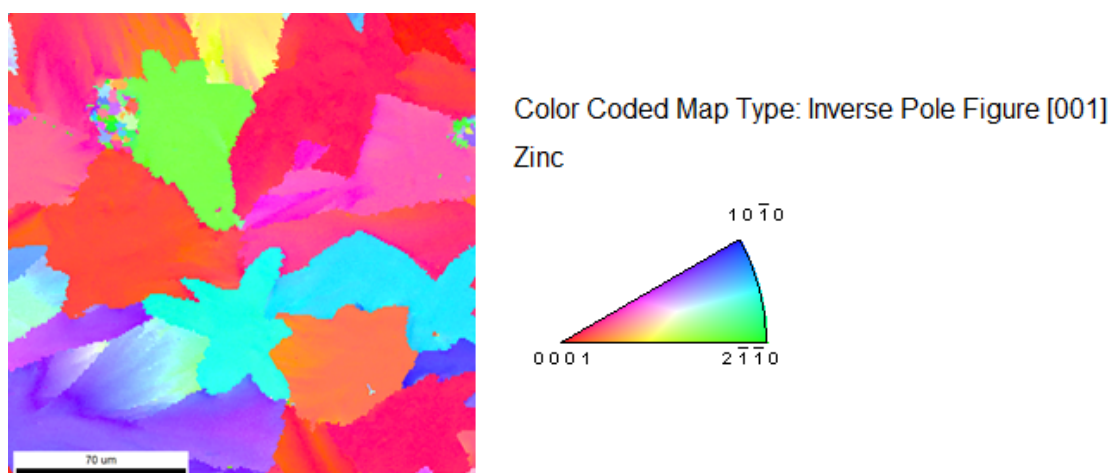 Color Coded Map Type: Inverse Pole Figure [001]
Zinc
1 0 1̅ 0
0 0 0 1
2 1̅ 1̅ 0
70 um